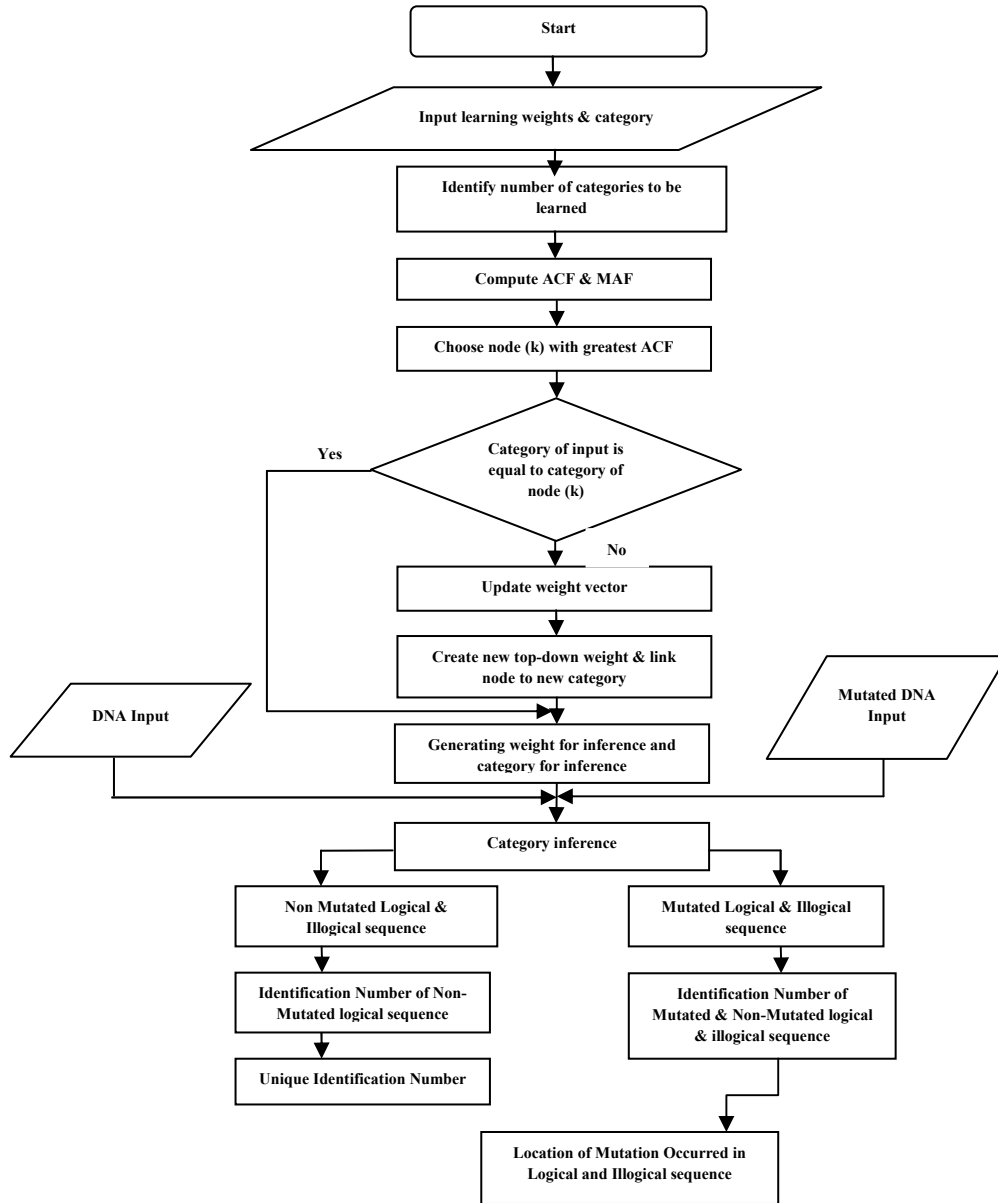 Start
Input learning weights & category
Identify number of categories to be
learned
Compute ACF & MAF
Choose node (k) with greatest ACF
Yes
Category of input is
equal to category of
node (k)
No
Update weight vector
Create new top-down weight & link
node to new category
DNA Input
Mutated DNA
Input
Generating weight for inference and
category for inference
Category inference
Non Mutated Logical &
Illogical sequence
Mutated Logical & Illogical
sequence
Identification Number of Non-
Mutated logical sequence
Identification Number of
Mutated & Non-Mutated logical
& illogical sequence
Unique Identification Number
Location of Mutation Occurred in
Logical and Illogical sequence